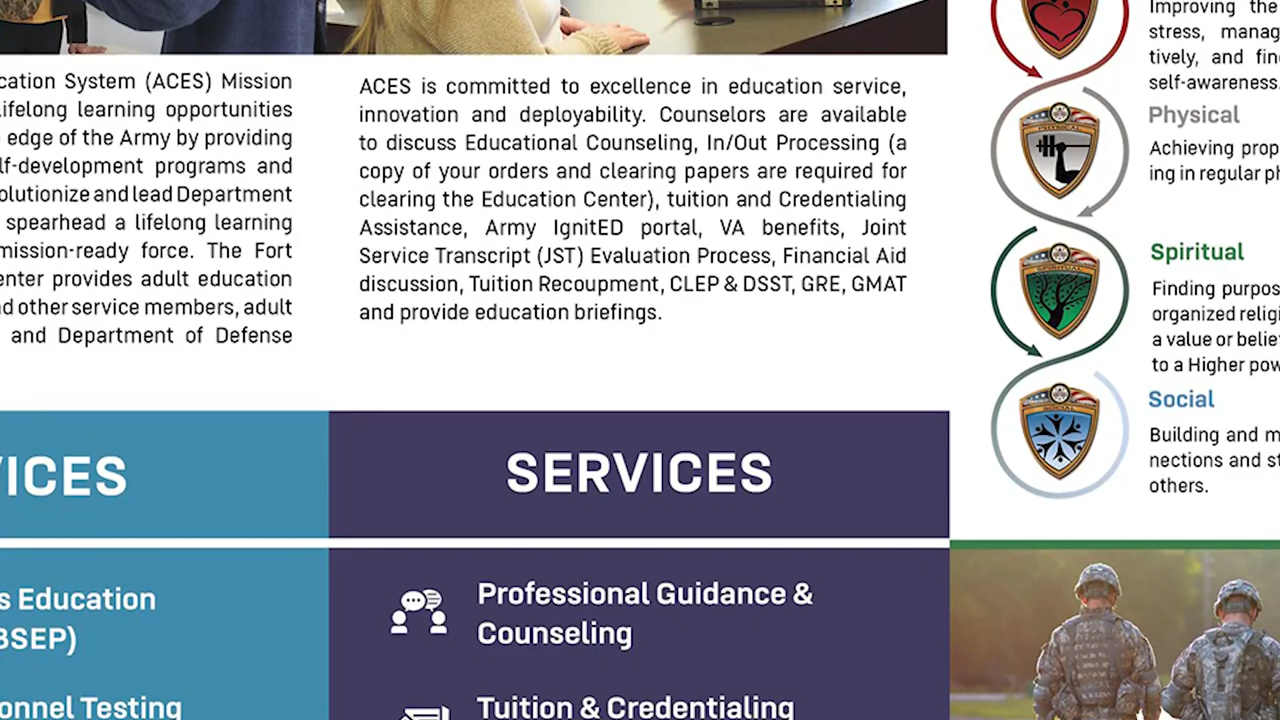 cation System (ACES) Mission
ifelong learning opportunities
edge of the Army by providing
lf-development programs and
olutionize and lead Department
spearhead a lifelong learning
mission-ready force. The Fort
enter provides adult education
d other service members, adult
and Department of Defense
ACES is committed to excellence in education service,
innovation and deployability. Counselors are available
to discuss Educational Counseling, In/Out Processing (a
copy of your orders and clearing papers are required for
clearing the Education Center), tuition and Credentialing
Assistance, Army IgnitED portal, VA benefits, Joint
Service Transcript (JST) Evaluation Process, Financial Aid
discussion, Tuition Recoupment, CLEP & DSST, GRE, GMAT
and provide education briefings.
VICES
s Education
BSEP)
onnel Testing
SERVICES
Professional Guidance &
Counseling
Tuition & Credentialing
Improving the
stress, manag
tively, and fin
self-awareness.
PHYSICAL
Physical
Achieving prop
ing in regular ph
SPIRITUAL
Spiritual
Finding purpos
organized religi
a value or belie
to a Higher pow
SOCIAL
Social
Building and m
nections and st
others.